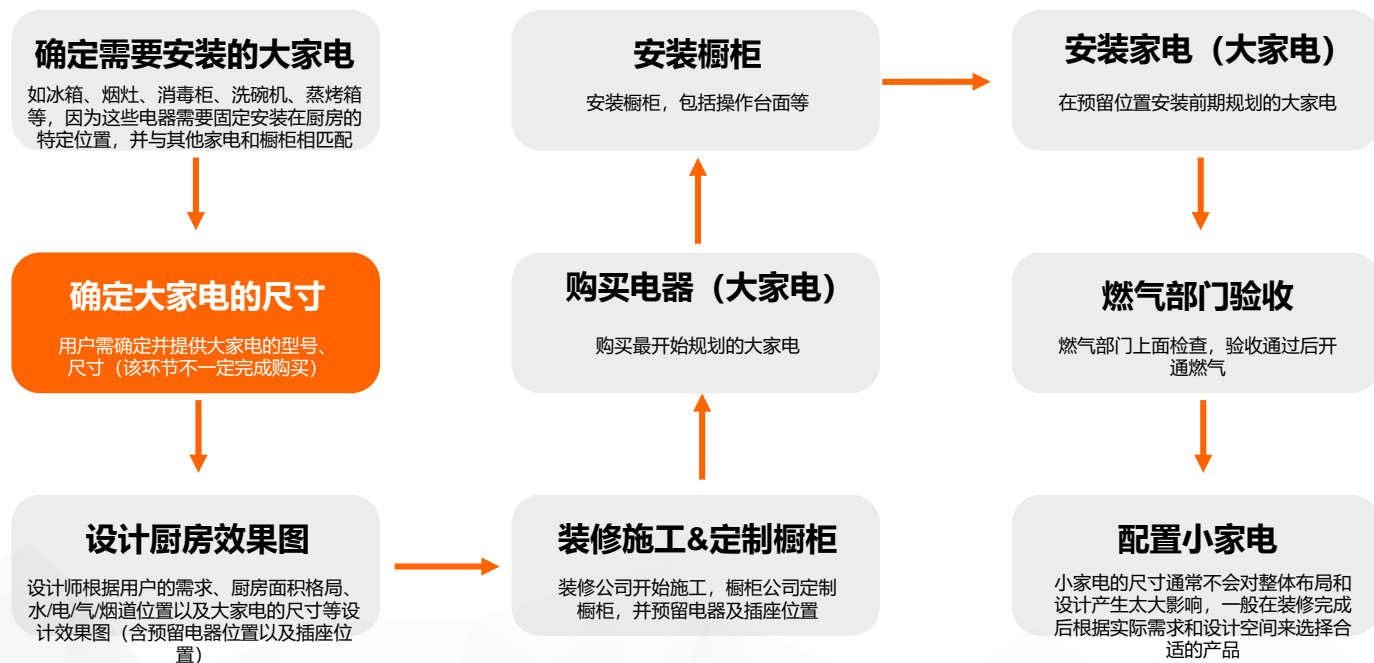 确定需要安装的大家电
如冰箱、烟灶、消毒柜、洗碗机、蒸烤箱
等，因为这些电器需要固定安装在厨房的
特定位置，并与其他家电和橱柜相匹配
确定大家电的尺寸
用户需确定并提供大家电的型号、
尺寸（该环节不一定完成购买）
设计厨房效果图
设计师根据用户的需求、厨房面积格局、
水/电/气/烟道位置以及大家电的尺寸等设
计效果图（含预留电器位置以及插座位
置）
装修施工&定制橱柜
装修公司开始施工，橱柜公司定制
橱柜，并预留电器及插座位置
购买电器（大家电）
购买最开始规划的大家电
安装橱柜
安装橱柜，包括操作台面等
安装家电（大家电）
在预留位置安装前期规划的大家电
燃气部门验收
燃气部门上面检查，验收通过后开
通燃气
配置小家电
小家电的尺寸通常不会对整体布局和
设计产生太大影响，一般在装修完成
后根据实际需求和设计空间来选择合
适的产品